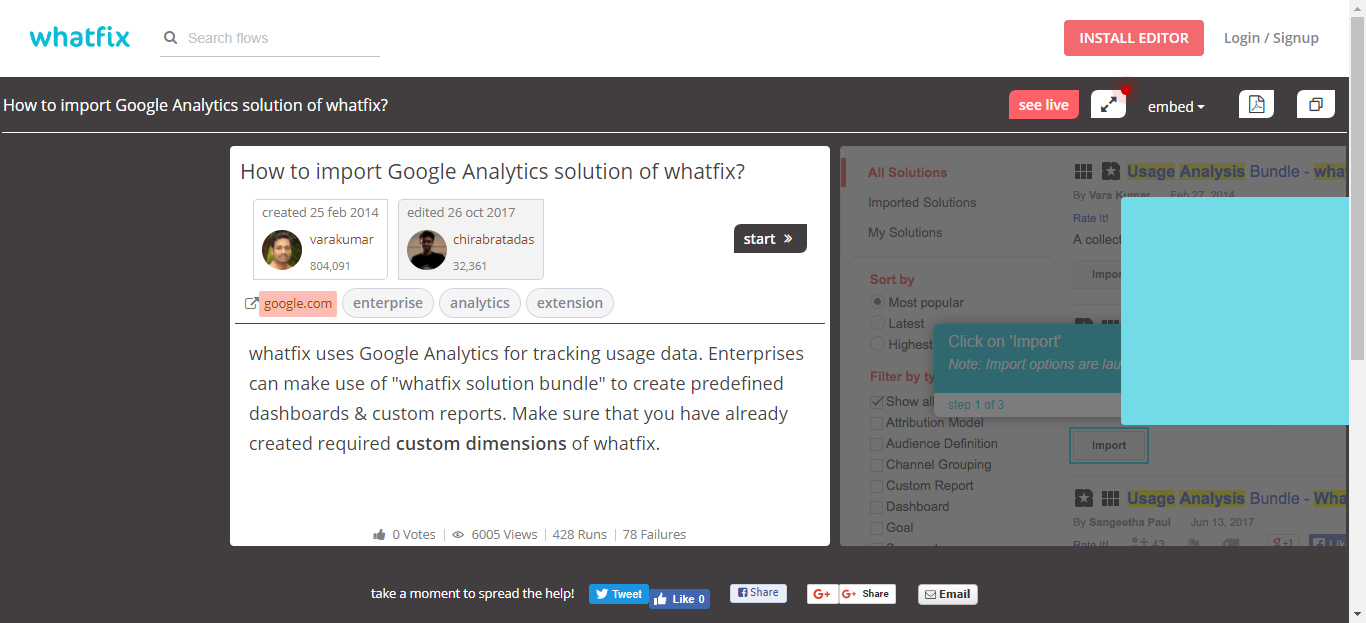 whatfix
Search flows
INSTALL EDITOR
Login / Signup
How to import Google Analytics solution of whatfix?
see live
embed
How to import Google Analytics solution of whatfix?
created 25 feb 2014
varakumar
804,091
edited 26 oct 2017
chirabratadas
32,361
start »
google.com
enterprise
analytics
extension
whatfix uses Google Analytics for tracking usage data. Enterprises
can make use of "whatfix solution bundle" to create predefined
dashboards & custom reports. Make sure that you have already
created required custom dimensions of whatfix.
0 Votes
6005 Views
428 Runs
78 Failures
All Solutions
Imported Solutions
My Solutions
Sort by
Most popular
Latest
Highest
Filter by ty
Show all
Attribution Model
Audience Definition
Channel Grouping
Custom Report
Dashboard
Goal
Usage Analysis Bundle - wha
By Vara Kumar Feb 27, 2014
Rate It!
A collect
Impor
Click on 'Import'
Note: Import options are lau
step 1 of 3
Import
Usage Analysis Bundle - Wha
By Sangeetha Paul Jun 13, 2017
Rate It!
43
+1
Lik
take a moment to spread the help!
Tweet
Like 0
Share
G+
G+ Share
Email